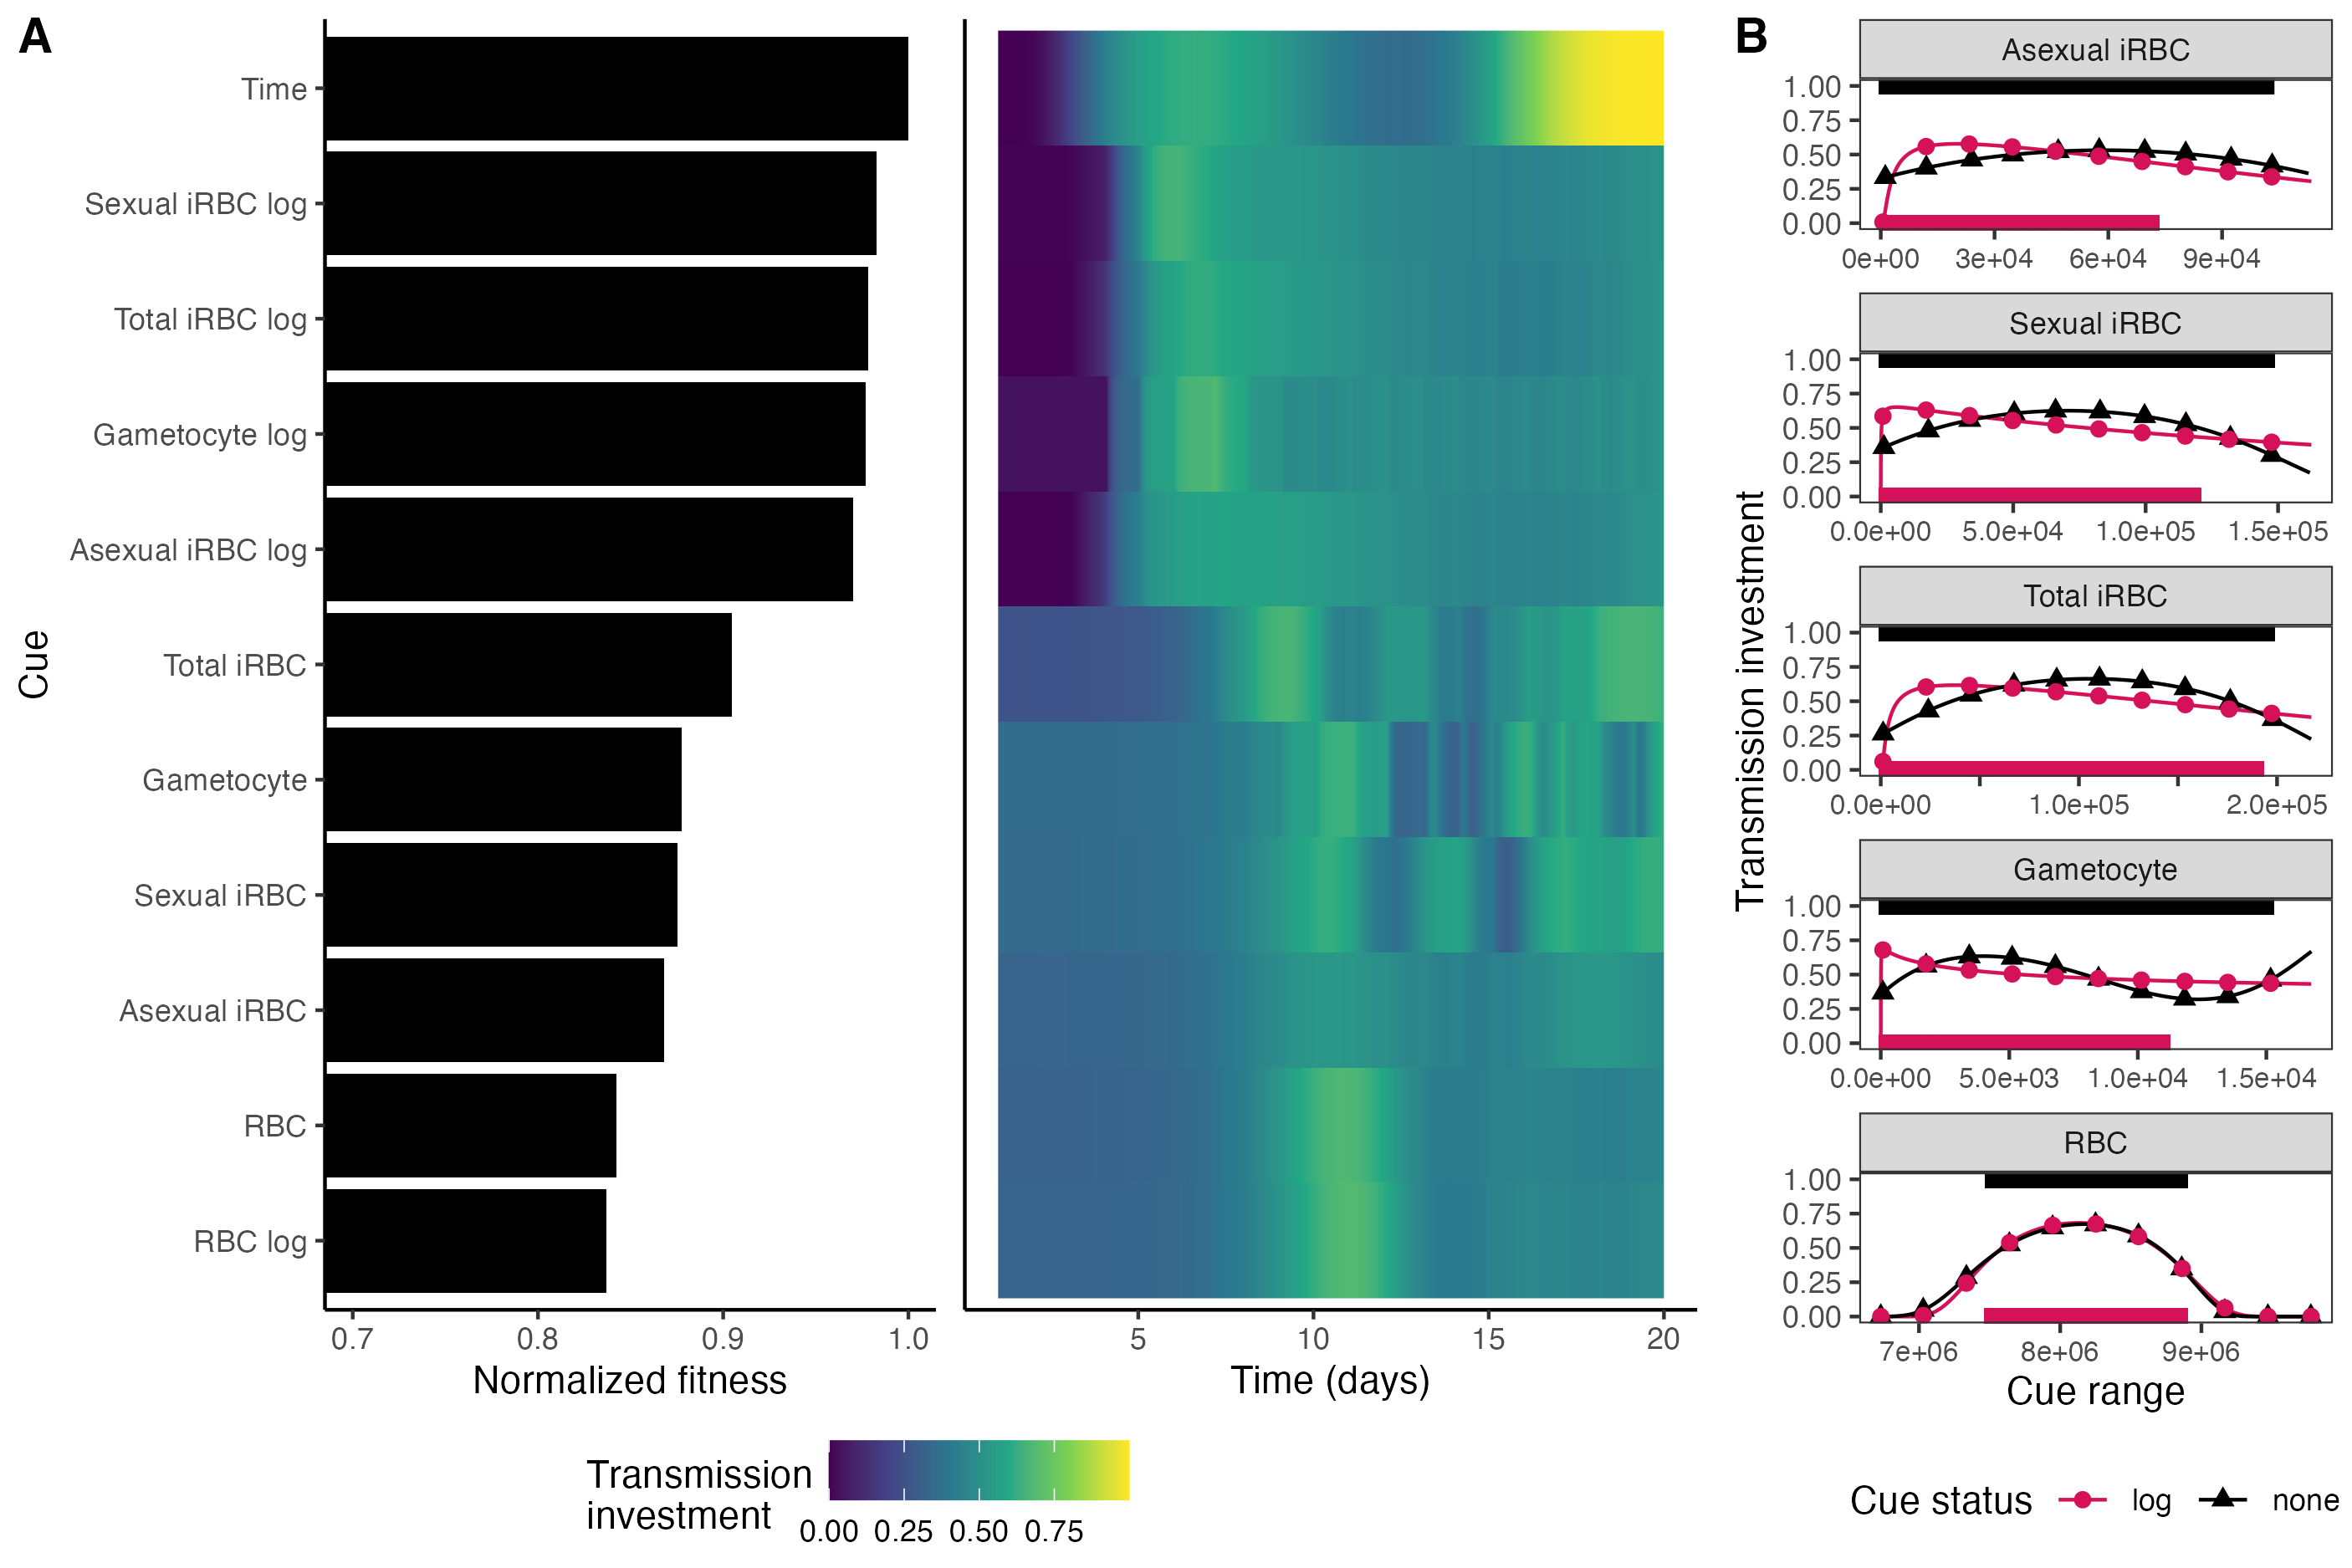 A
Cue
Time
Sexual iRBC log
Total iRBC log
Gametocyte log
Asexual iRBC log
Total iRBC
Gametocyte
Sexual iRBC
Asexual iRBC
RBC
RBC log
0.7 0.8 0.9 1.0
Normalized fitness
5 10 15 20
Time (days)
Transmission
investment
0.00 0.25 0.50 0.75
B
Transmission investment
Asexual iRBC
1.00
0.75
0.50
0.25
0.00
0e+00 3e+04 6e+04 9e+04
Sexual iRBC
1.00
0.75
0.50
0.25
0.00
0.0e+00 5.0e+04 1.0e+05 1.5e+05
Total iRBC
1.00
0.75
0.50
0.25
0.00
0.0e+00 1.0e+05 2.0e+05
Gametocyte
1.00
0.75
0.50
0.25
0.00
0.0e+00 5.0e+03 1.0e+04 1.5e+04
RBC
1.00
0.75
0.50
0.25
0.00
7e+06 8e+06 9e+06
Cue range
Cue status log none